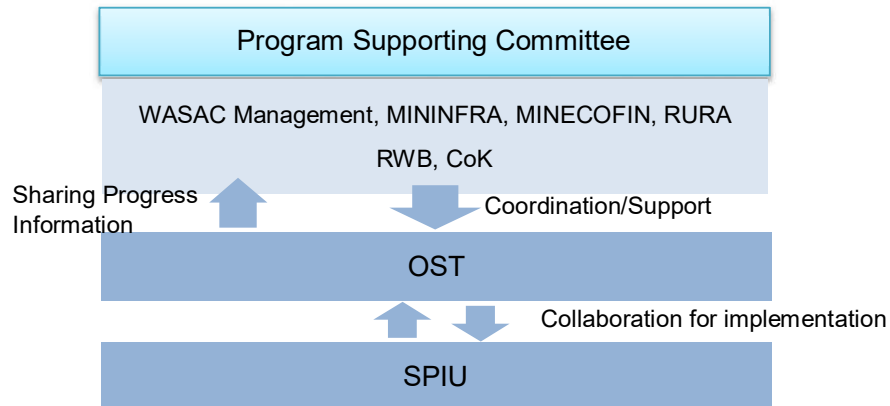 Program Supporting Committee
WASAC Management, MININFRA, MINECOFIN, RURA
RWB, CoK
Sharing Progress
Information
Coordination/Support
OST
Collaboration for implementation
SPIU